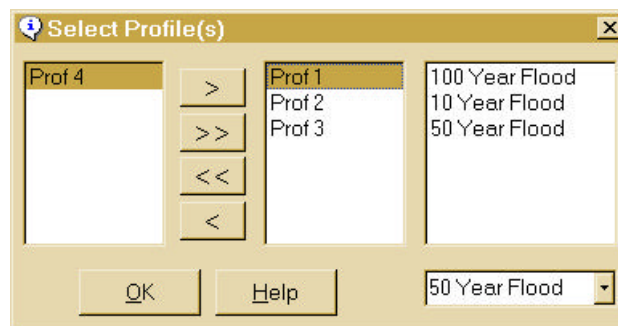 Select Profile(s)
Prof 4
>
>>
<<
<
Prof 1
Prof 2
Prof 3
100 Year Flood
10 Year Flood
50 Year Flood
OK
Help
50 Year Flood